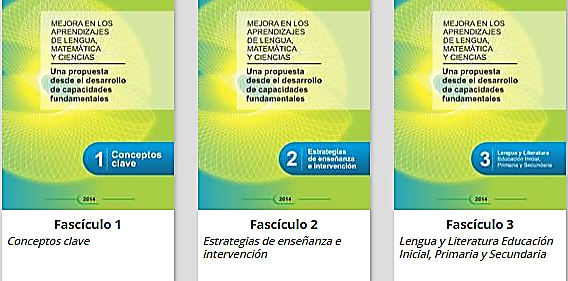 MEJORA EN LOS
APRENDIZAJES
DE LENGUA,
MATEMÁTICA
Y CIENCIAS
Una propuesta
desde el desarrollo
de capacidades
fundamentales
1 Conceptos
clave
2014
Fascículo 1
Conceptos clave
MEJORA EN LOS
APRENDIZAJES
DE LENGUA,
MATEMÁTICA
Y CIENCIAS
Una propuesta
desde el desarrollo
de capacidades
fundamentales
2 Estrategias
de enseñanza
e intervención
2014
Fascículo 2
Estrategias de enseñanza e
intervención
MEJORA EN LOS
APRENDIZAJES
DE LENGUA,
MATEMÁTICA
Y CIENCIAS
Una propuesta
desde el desarrollo
de capacidades
fundamentales
3 Lengua y Literatura
Educación Inicial,
Primaria y Secundaria
2014
Fascículo 3
Lengua y Literatura Educación
Inicial, Primaria y Secundaria